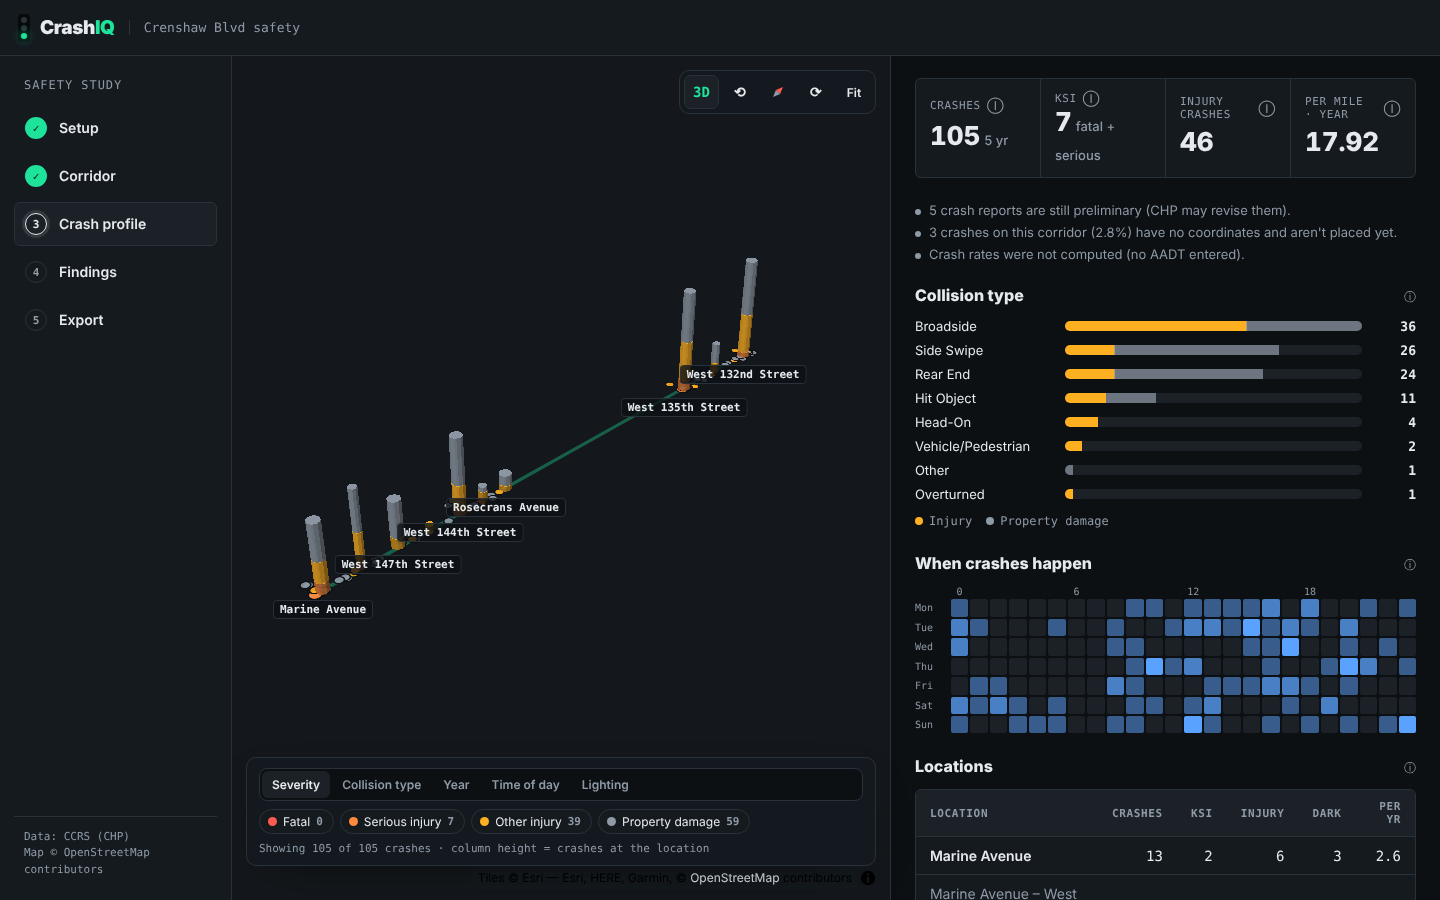 CrashIQ
Crenshaw Blvd safety
SAFETY STUDY
✓ Setup
✓ Corridor
3 Crash profile
4 Findings
5 Export
Data: CCRS (CHP)
Map © OpenStreetMap
contributors
3D
Fit
West 132nd Street
West 135th Street
Rosecrans Avenue
West 144th Street
West 147th Street
Marine Avenue
Severity Collision type Year Time of day Lighting
Fatal 0 Serious injury 7 Other injury 39 Property damage 59
Showing 105 of 105 crashes · column height = crashes at the location
Tiles © Esri — Esri, HERE, Garmin, © OpenStreetMap contributors
CRASHES
105 5 yr
KSI
7 fatal +
serious
INJURY
CRASHES
46
PER MILE
· YEAR
17.92
5 crash reports are still preliminary (CHP may revise them).
3 crashes on this corridor (2.8%) have no coordinates and aren't placed yet.
Crash rates were not computed (no AADT entered).
Collision type
Broadside 36
Side Swipe 26
Rear End 24
Hit Object 11
Head-On 4
Vehicle/Pedestrian 2
Other 1
Overturned 1
Injury Property damage
When crashes happen
0 6 12 18
Mon
Tue
Wed
Thu
Fri
Sat
Sun
Locations
LOCATION CRASHES KSI INJURY DARK PER
YR
Marine Avenue 13 2 6 3 2.6
Marine Avenue – West